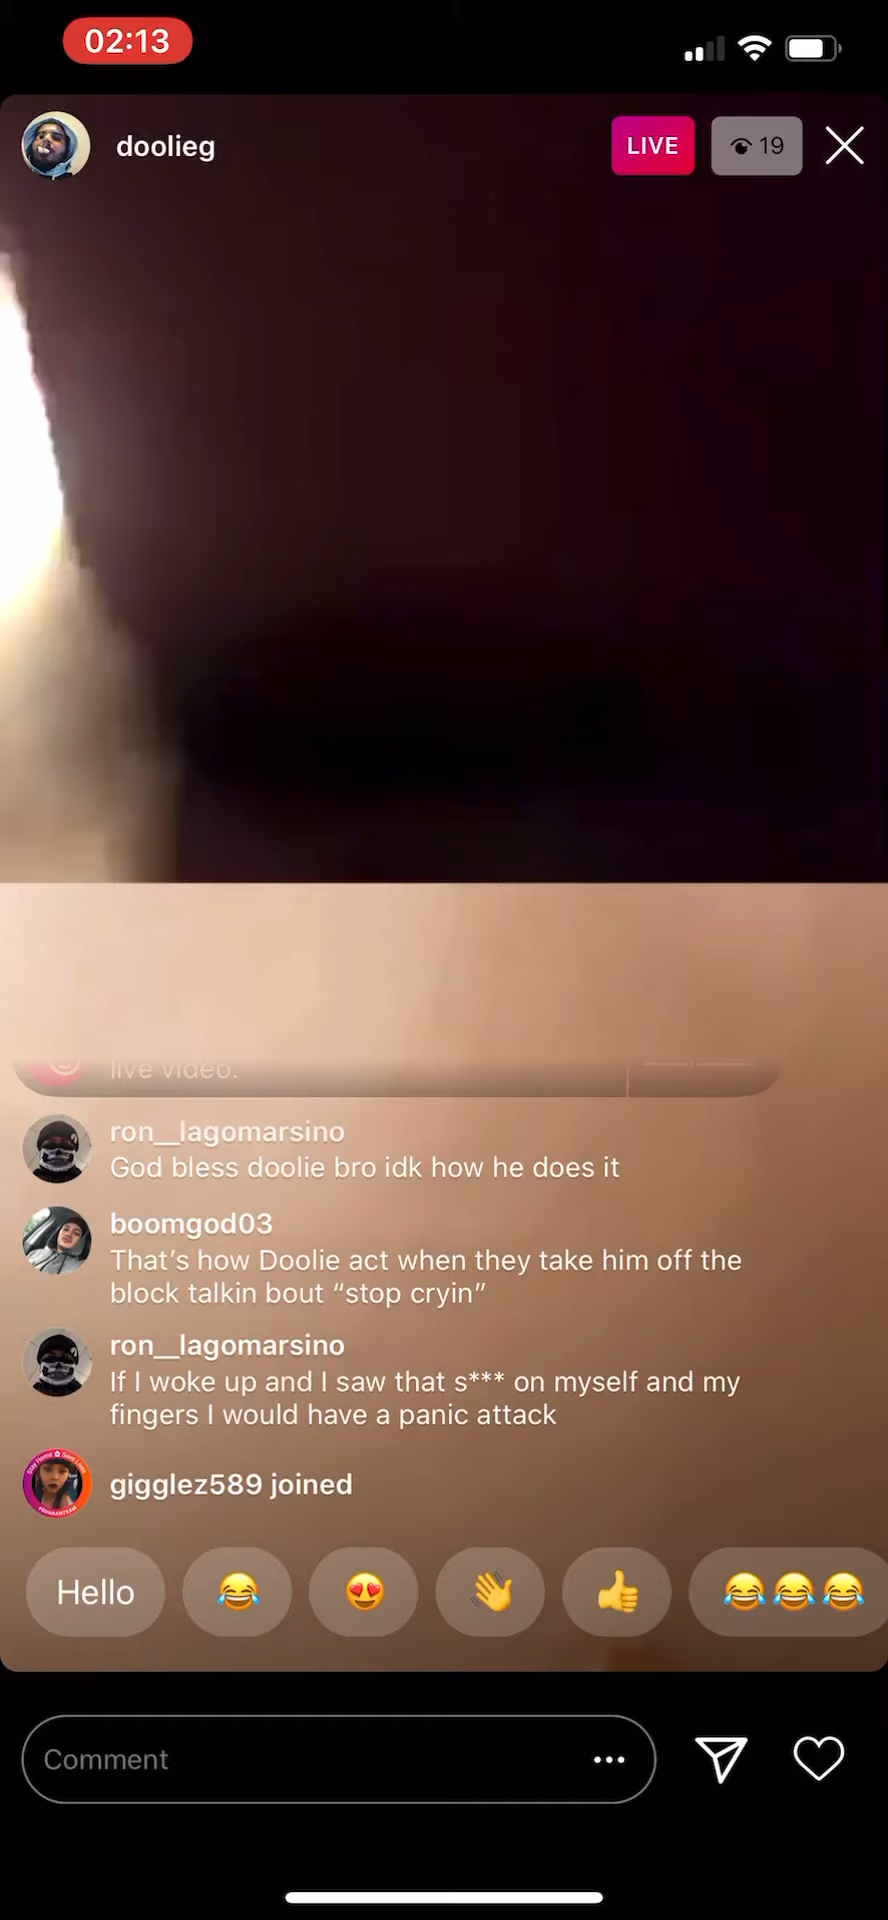 02:13
doolieg
LIVE
19
live video.
ron__lagomarsino
God bless doolie bro idk how he does it
boomgod03
That’s how Doolie act when they take him off the
block talkin bout “stop cryin”
ron__lagomarsino
If I woke up and I saw that s*** on myself and my
fingers I would have a panic attack
gigglez589 joined
Hello
Comment